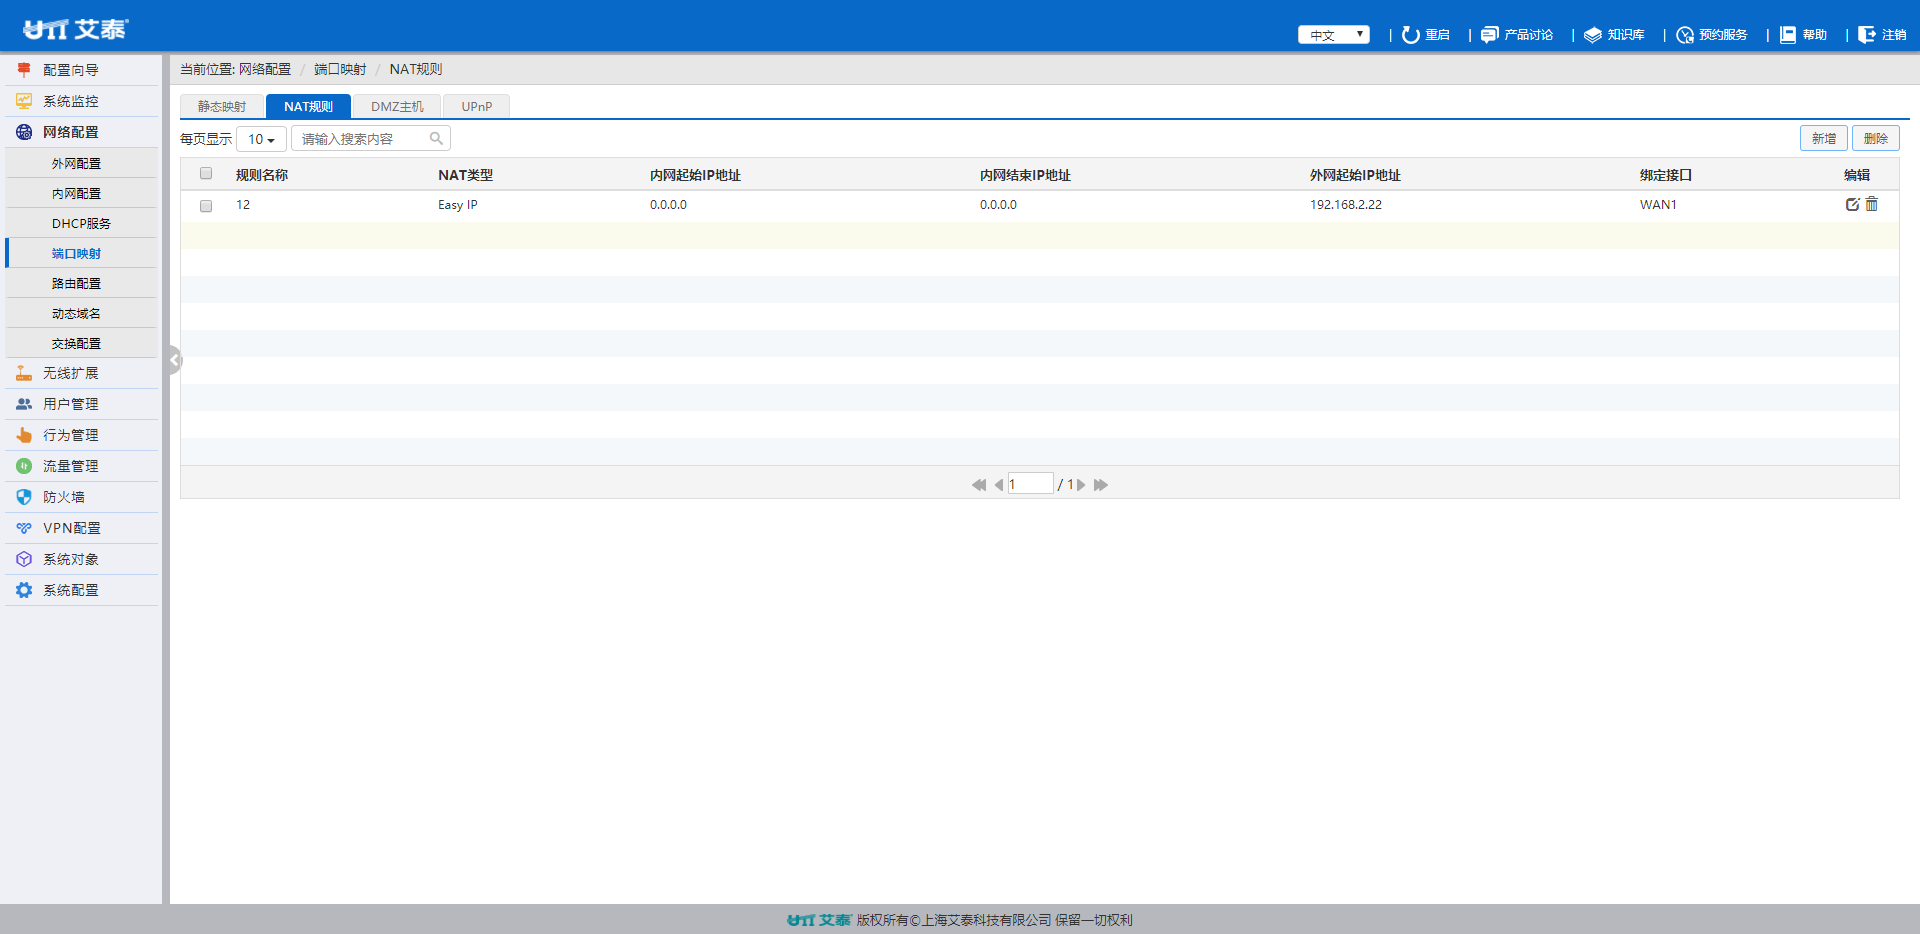 UTT 艾泰
中文 | 重启 | 产品讨论 | 知识库 | 预约服务 | 帮助 | 注销
配置向导
系统监控
网络配置
外网配置
内网配置
DHCP服务
端口映射
路由配置
动态域名
交换配置
无线扩展
用户管理
行为管理
流量管理
防火墙
VPN配置
系统对象
系统配置
当前位置: 网络配置 / 端口映射 / NAT规则
静态映射 NAT规则 DMZ主机 UPnP
每页显示 10 请输入搜索内容 新增 删除
规则名称 NAT类型 内网起始IP地址 内网结束IP地址 外网起始IP地址 绑定接口 编辑
12 Easy IP 0.0.0.0 0.0.0.0 192.168.2.22 WAN1
1 / 1
UTT 艾泰 版权所有©上海艾泰科技有限公司 保留一切权利